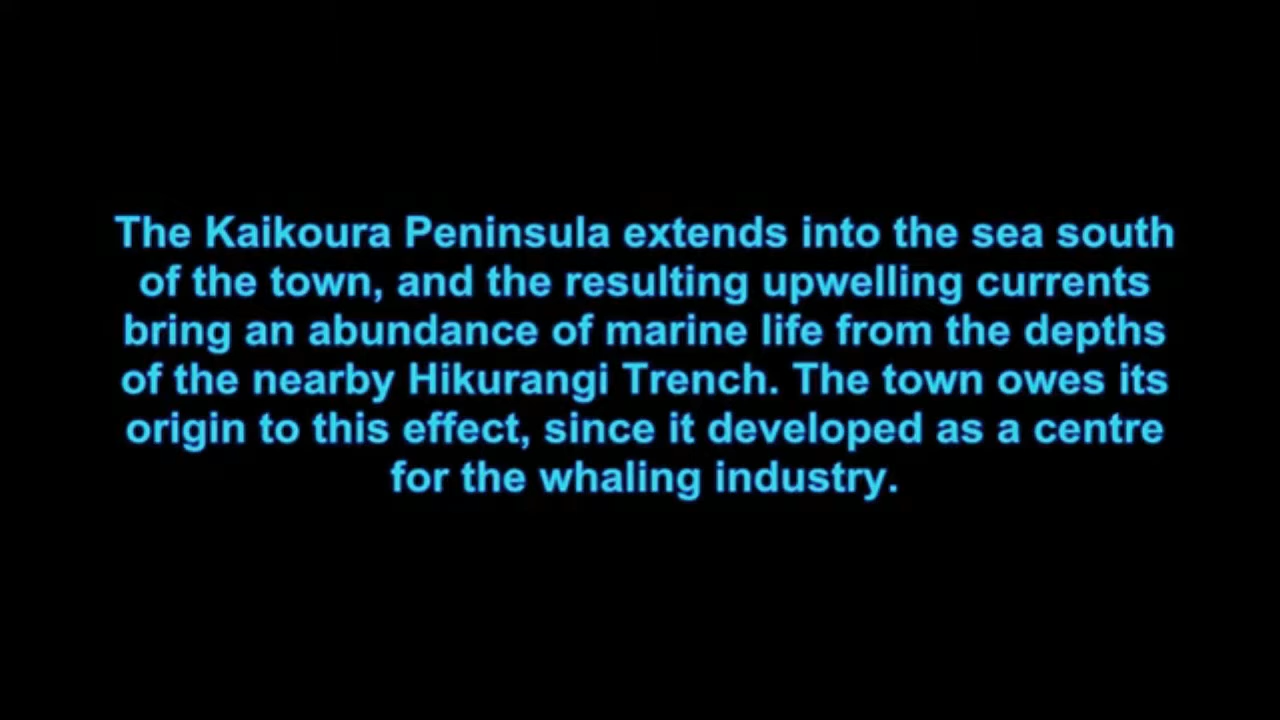 The Kaikoura Peninsula extends into the sea south
of the town, and the resulting upwelling currents
bring an abundance of marine life from the depths
of the nearby Hikurangi Trench. The town owes its
origin to this effect, since it developed as a centre
for the whaling industry.